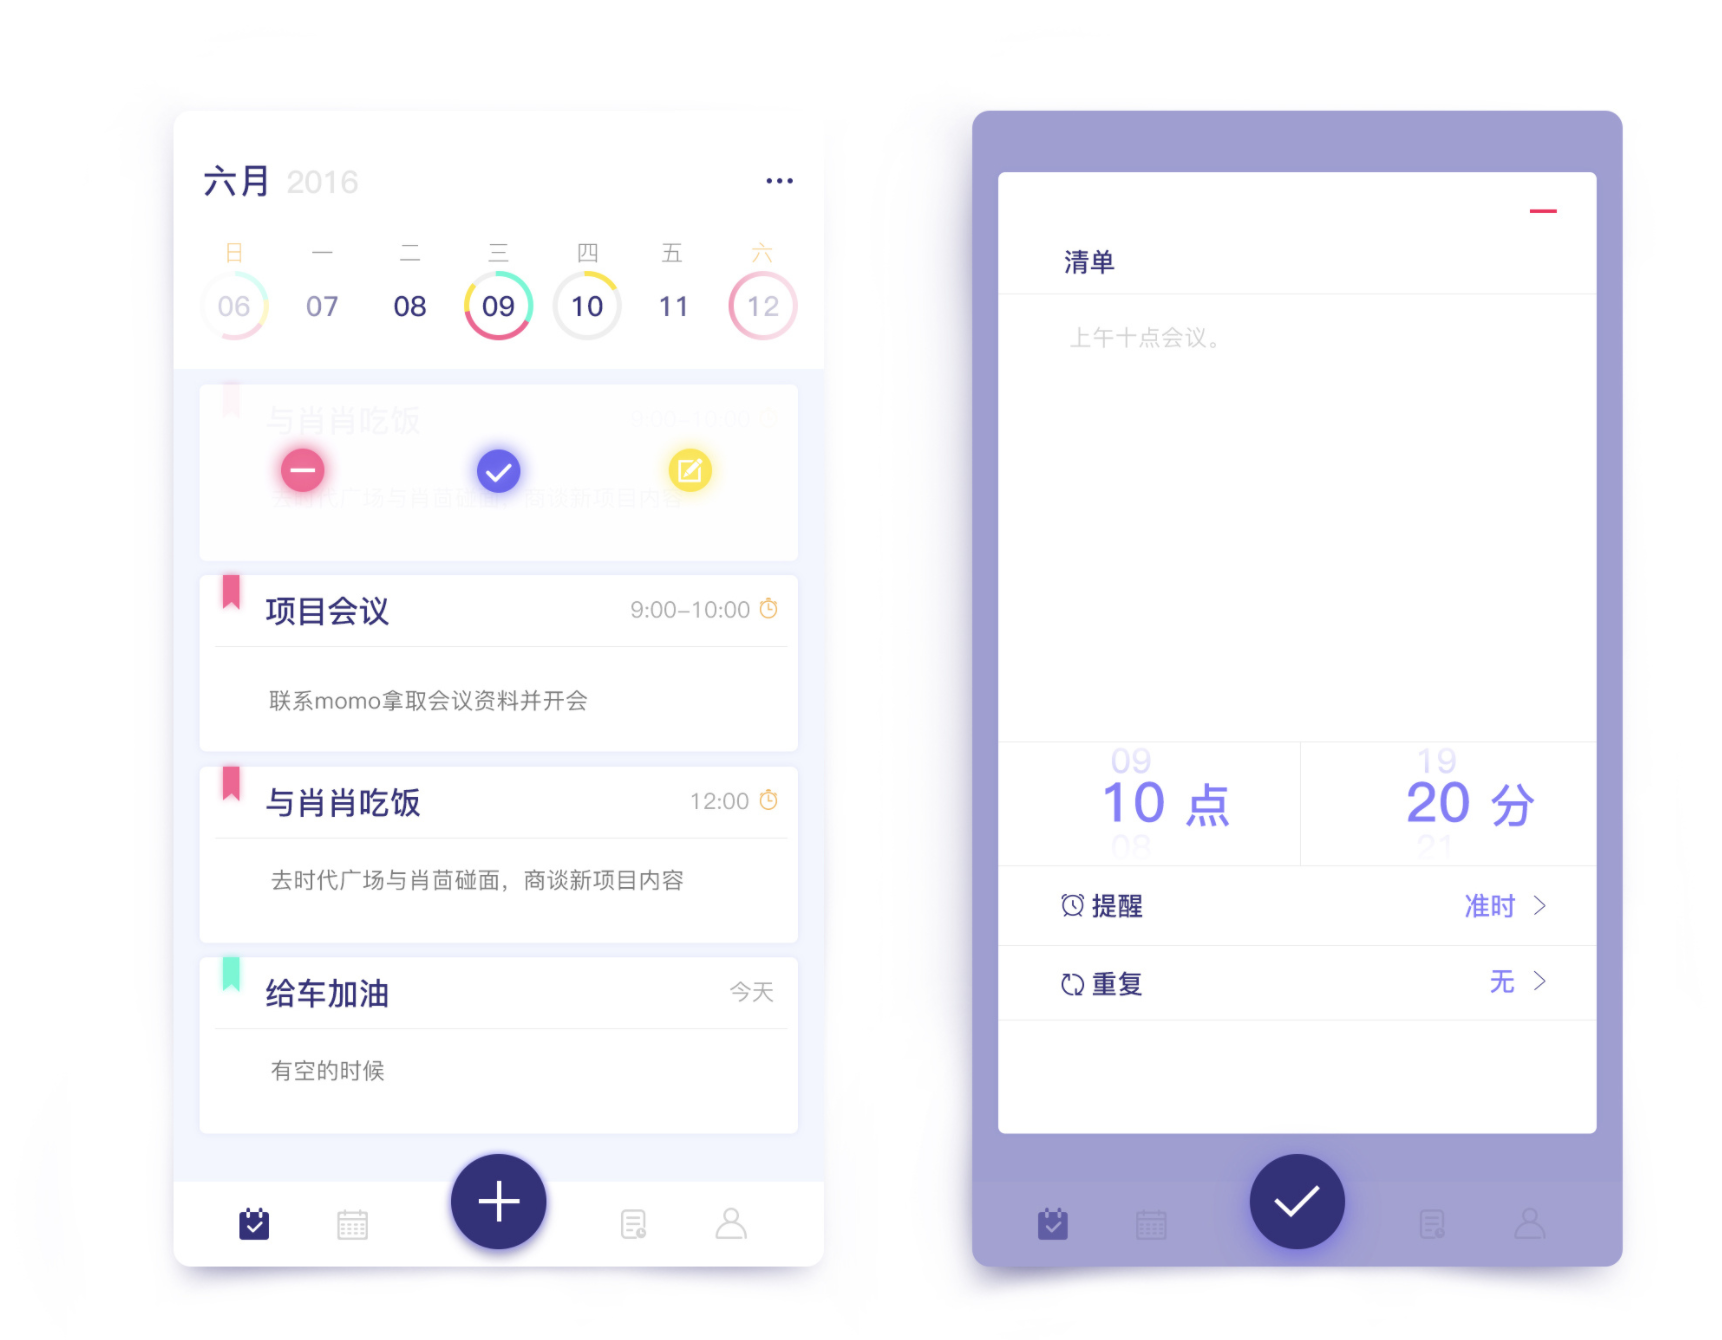 六月 2016
日 一 二 三 四 五 六
06 07 08 09 10 11 12
与肖肖吃饭 9:00-10:00
去时代广场与肖茴碰面，商谈新项目内容
项目会议 9:00-10:00
联系momo拿取会议资料并开会
与肖肖吃饭 12:00
去时代广场与肖茴碰面，商谈新项目内容
给车加油 今天
有空的时候
清单
上午十点会议。
09 19
10 点 20 分
08 21
提醒 准时
重复 无